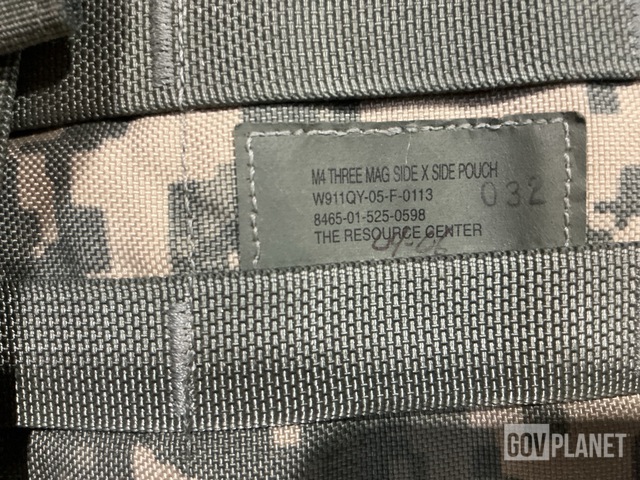 M4 THREE MAG SIDE X SIDE POUCH
W911QY-05-F-0113
032
8465-01-525-0598
THE RESOURCE CENTER
GOVPLANET